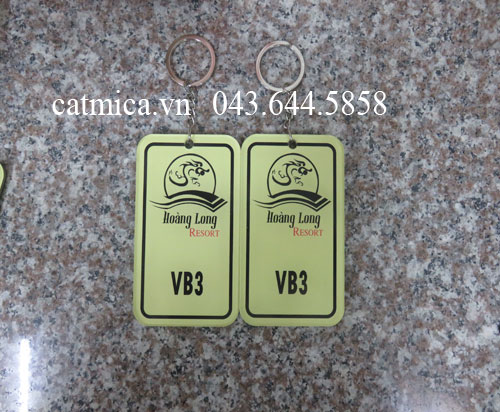 catmica.vn 043.644.5858
Hoàng Long
RESORT
VB3
Hoàng Long
RESORT
VB3